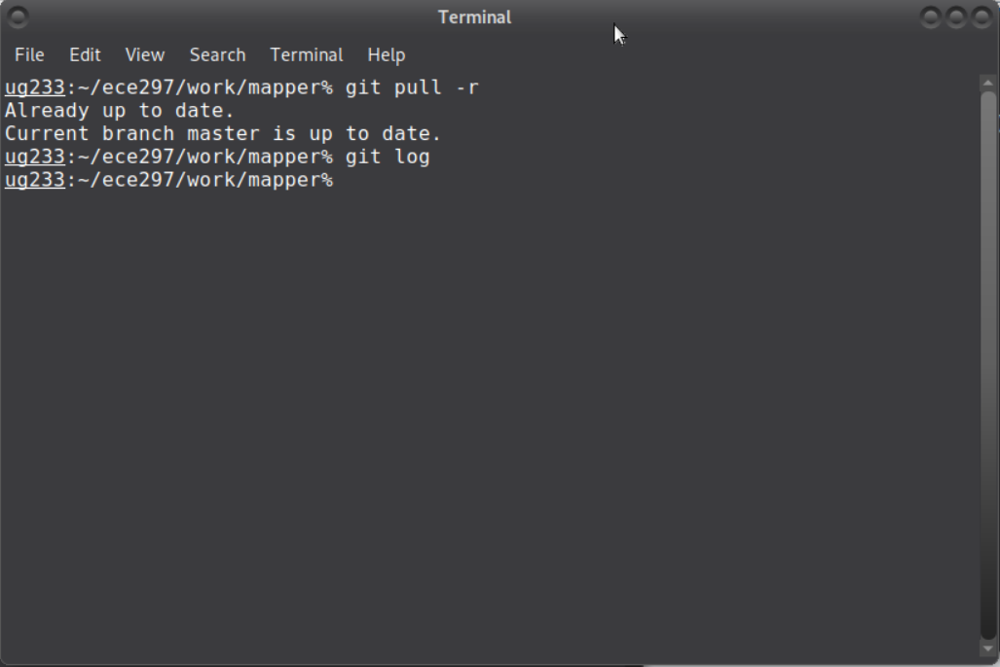 Terminal
File Edit View Search Terminal Help
ug233:~/ece297/work/mapper% git pull -r
Already up to date.
Current branch master is up to date.
ug233:~/ece297/work/mapper% git log
ug233:~/ece297/work/mapper%